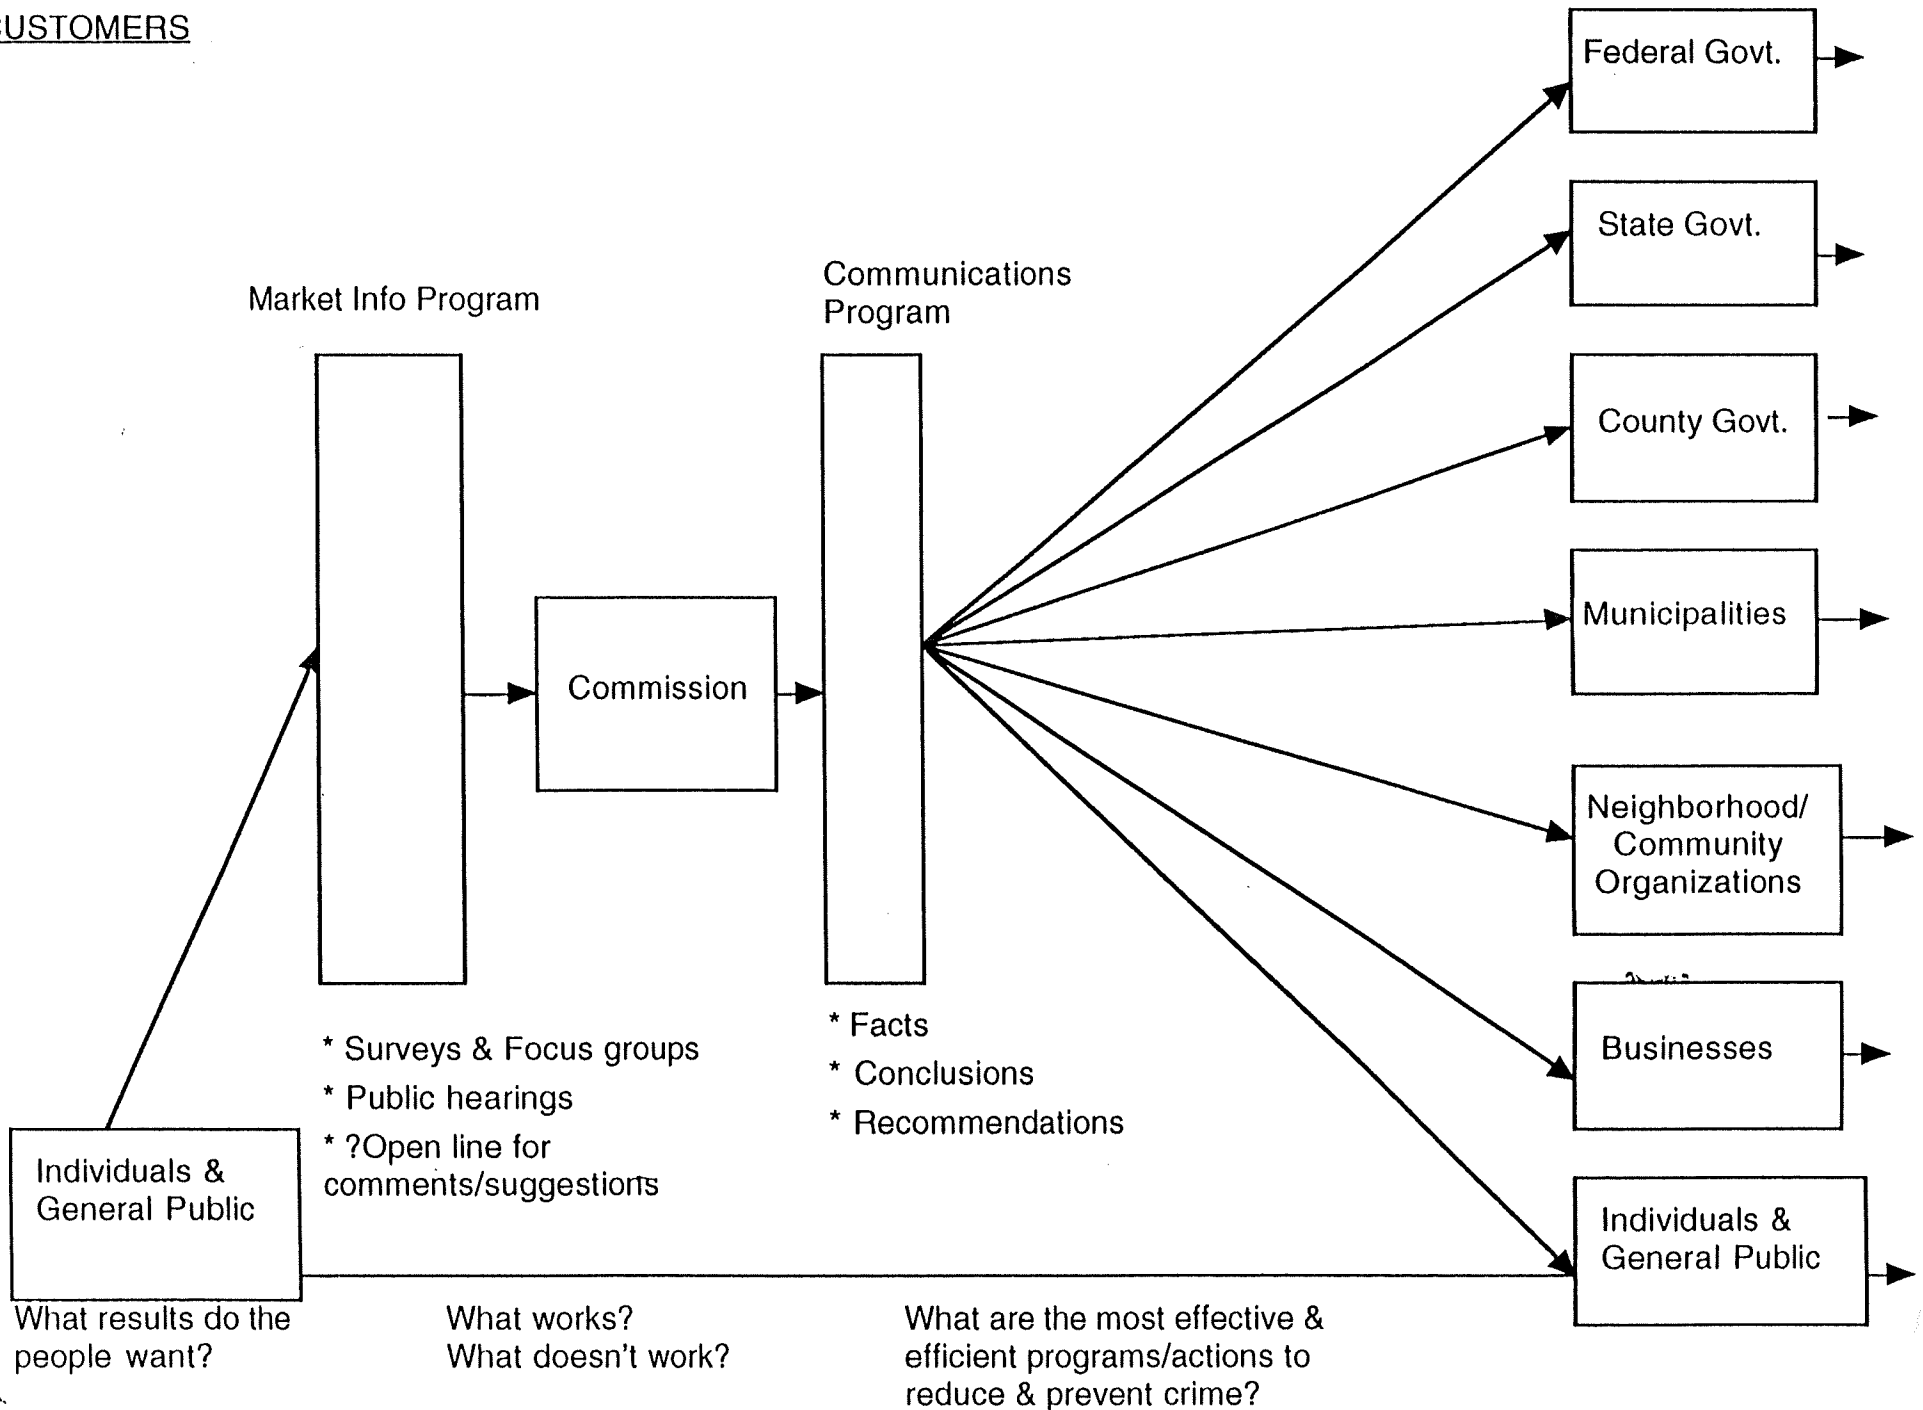 CUSTOMERS
Federal Govt.
State Govt.
Market Info Program
Communications
Program
County Govt.
Municipalities
Commission
Neighborhood/
Community
Organizations
* Facts
* Conclusions
* Recommendations
* Surveys & Focus groups
* Public hearings
* ?Open line for
comments/suggestions
Businesses
Individuals &
General Public
Individuals &
General Public
What results do the
people want?
What works?
What doesn't work?
What are the most effective &
efficient programs/actions to
reduce & prevent crime?